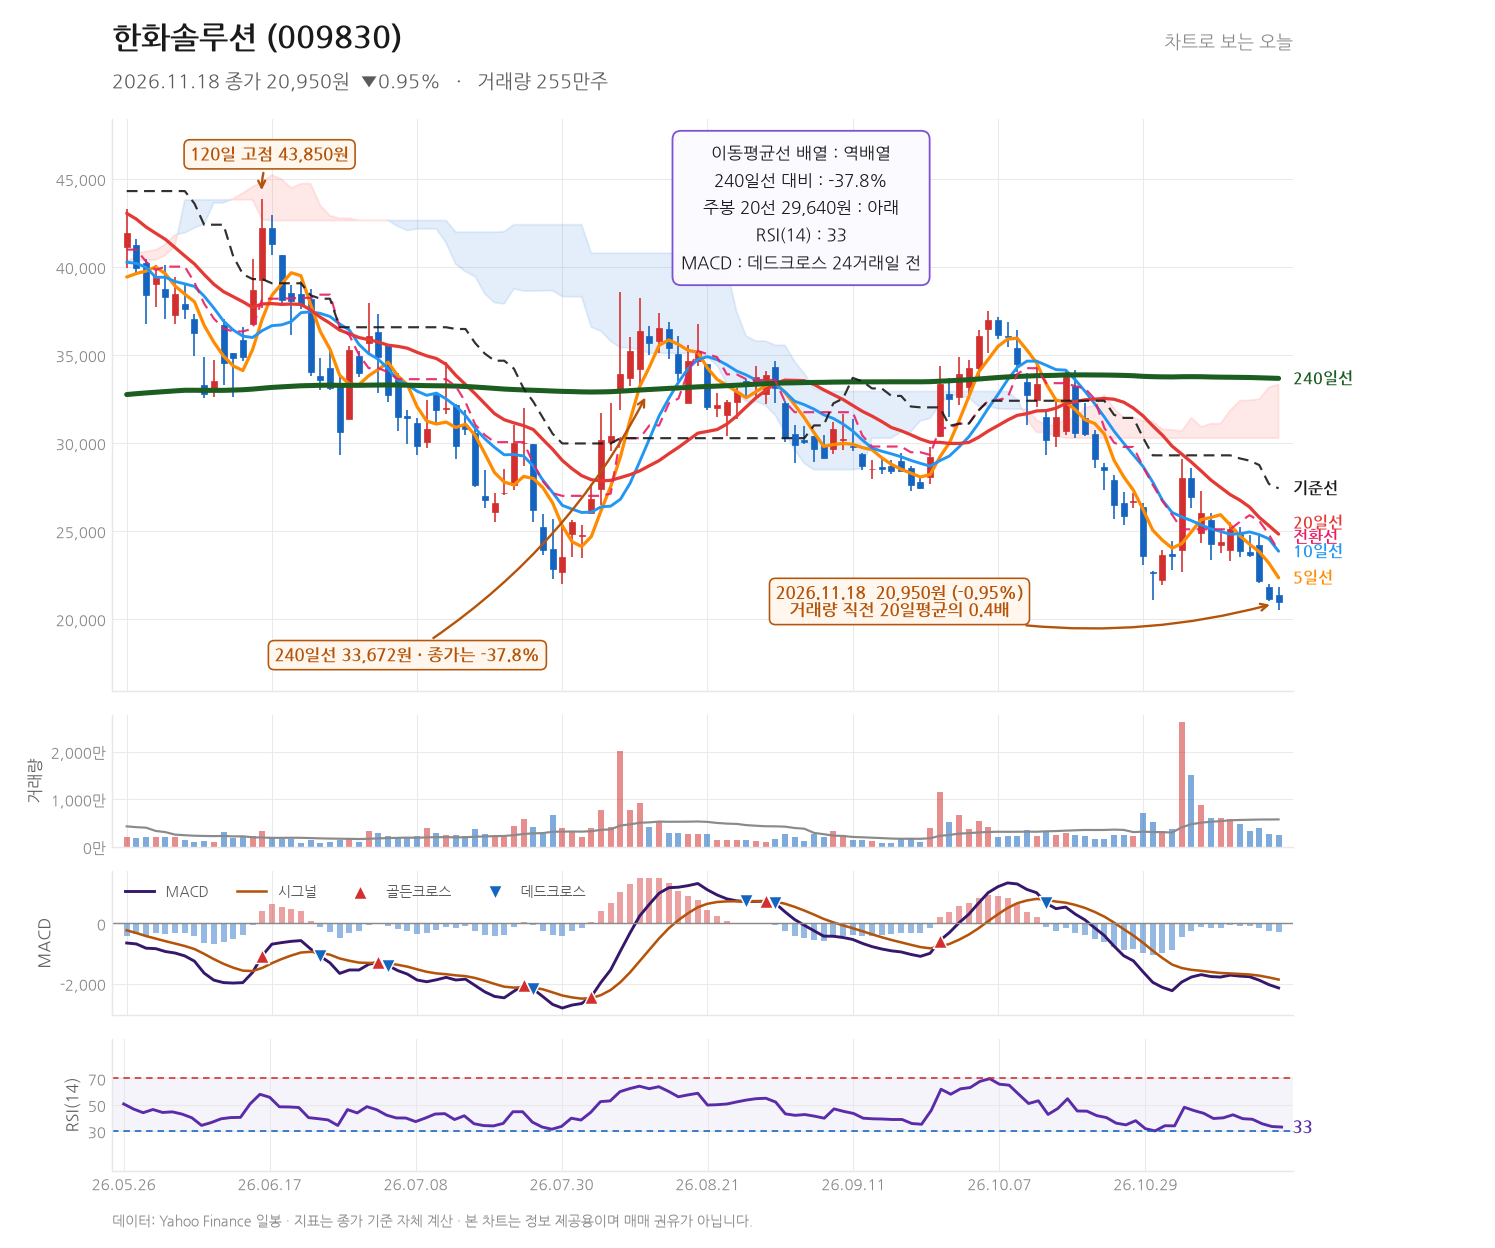 한화솔루션 (009830)
차트로 보는 오늘
2026.11.18 종가 20,950원 ▼0.95% · 거래량 255만주
120일 고점 43,850원
이동평균선 배열 : 역배열
240일선 대비 : -37.8%
주봉 20선 29,640원 : 아래
RSI(14) : 33
MACD : 데드크로스 24거래일 전
45,000
40,000
35,000
30,000
25,000
20,000
240일선
기준선
20일선
전환선
10일선
5일선
2026.11.18 20,950원 (-0.95%)
거래량 직전 20일평균의 0.4배
240일선 33,672원 · 종가는 -37.8%
거래량
2,000만
1,000만
0만
MACD
MACD
시그널
골든크로스
데드크로스
0
-2,000
RSI(14)
70
50
30
33
26.05.26
26.06.17
26.07.08
26.07.30
26.08.21
26.09.11
26.10.07
26.10.29
데이터: Yahoo Finance 일봉 · 지표는 종가 기준 자체 계산 · 본 차트는 정보 제공용이며 매매 권유가 아닙니다.